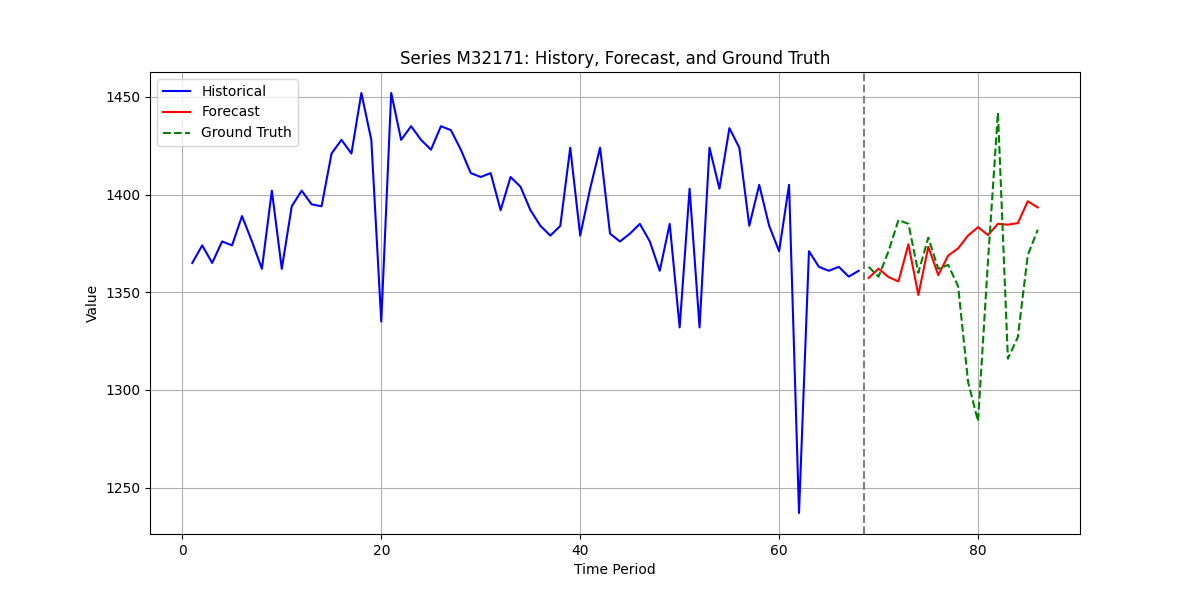 Series M32171: History, Forecast, and Ground Truth
Historical
Forecast
Ground Truth
1450
1400
1350
1300
1250
Value
0 20 40 60 80
Time Period